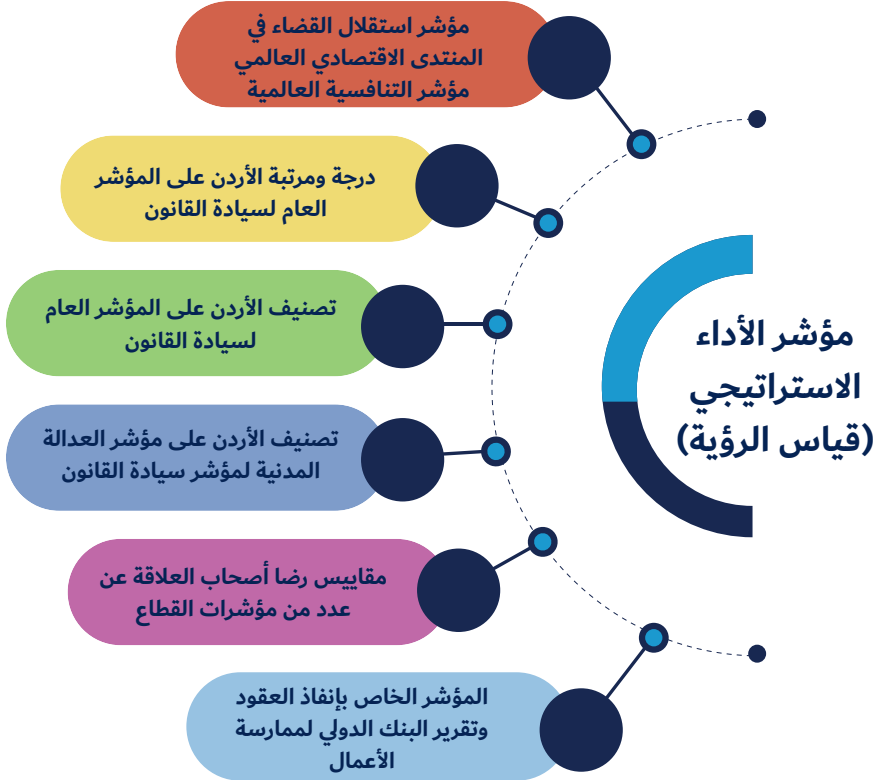 مؤشر الأداء
الاستراتيجي
(قياس الرؤية)
مؤشر استقلال القضاء في
المنتدى الاقتصادي العالمي
مؤشر التنافسية العالمية
درجة ومرتبة الأردن على المؤشر
العام لسيادة القانون
تصنيف الأردن على المؤشر العام
لسيادة القانون
تصنيف الأردن على مؤشر العدالة
المدنية لمؤشر سيادة القانون
مقاييس رضا أصحاب العلاقة عن
عدد من مؤشرات القطاع
المؤشر الخاص بإنفاذ العقود
وتقرير البنك الدولي لممارسة
الأعمال